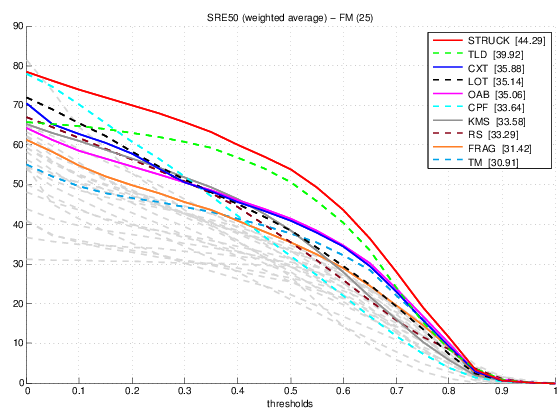 SRE50 (weighted average) – FM (25)
90
80
70
60
50
40
30
20
10
0
STRUCK [44.29]
TLD [39.92]
CXT [35.88]
LOT [35.14]
OAB [35.06]
CPF [33.64]
KMS [33.58]
RS [33.29]
FRAG [31.42]
TM [30.91]
0 0.1 0.2 0.3 0.4 0.5 0.6 0.7 0.8 0.9 1
thresholds